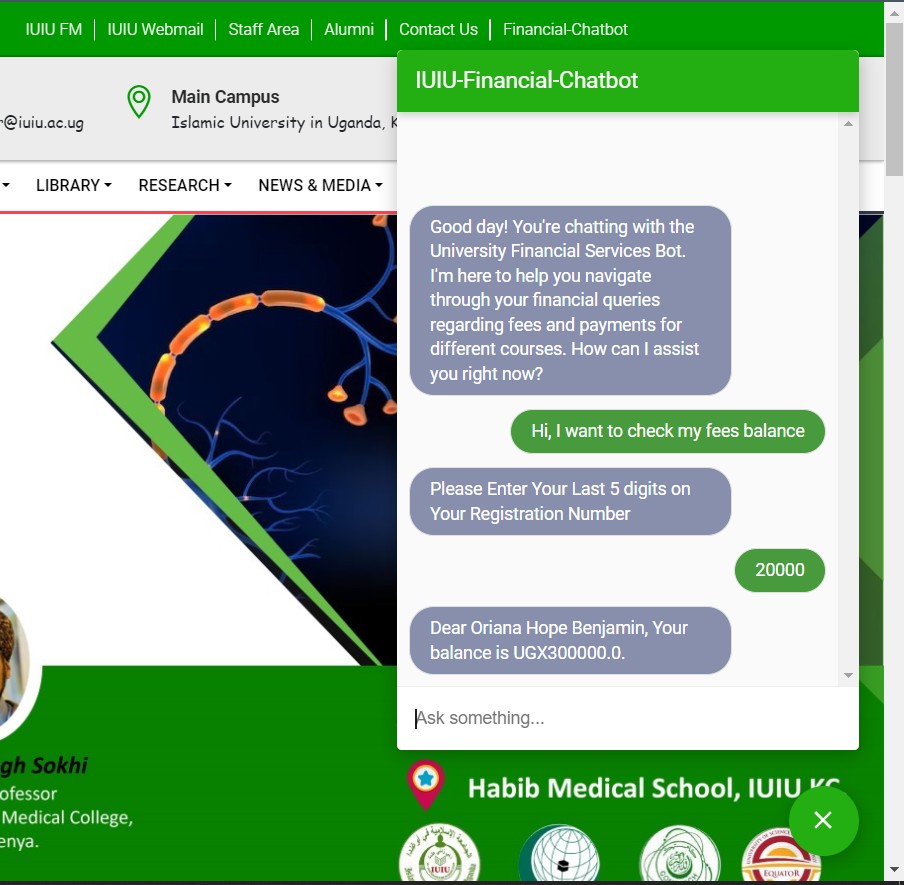 IUIU FM
IUIU Webmail
Staff Area
Alumni
Contact Us
Financial-Chatbot
Main Campus
r@iuiu.ac.ug
Islamic University in Uganda, K
LIBRARY
RESEARCH
NEWS & MEDIA
IUIU-Financial-Chatbot
Good day! You're chatting with the
University Financial Services Bot.
I'm here to help you navigate
through your financial queries
regarding fees and payments for
different courses. How can I assist
you right now?
Hi, I want to check my fees balance
Please Enter Your Last 5 digits on
Your Registration Number
20000
Dear Oriana Hope Benjamin, Your
balance is UGX300000.0.
Ask something...
gh Sokhi
ofessor
Medical College,
enya.
Habib Medical School, IUIU KC
IUIU
EQUATOR